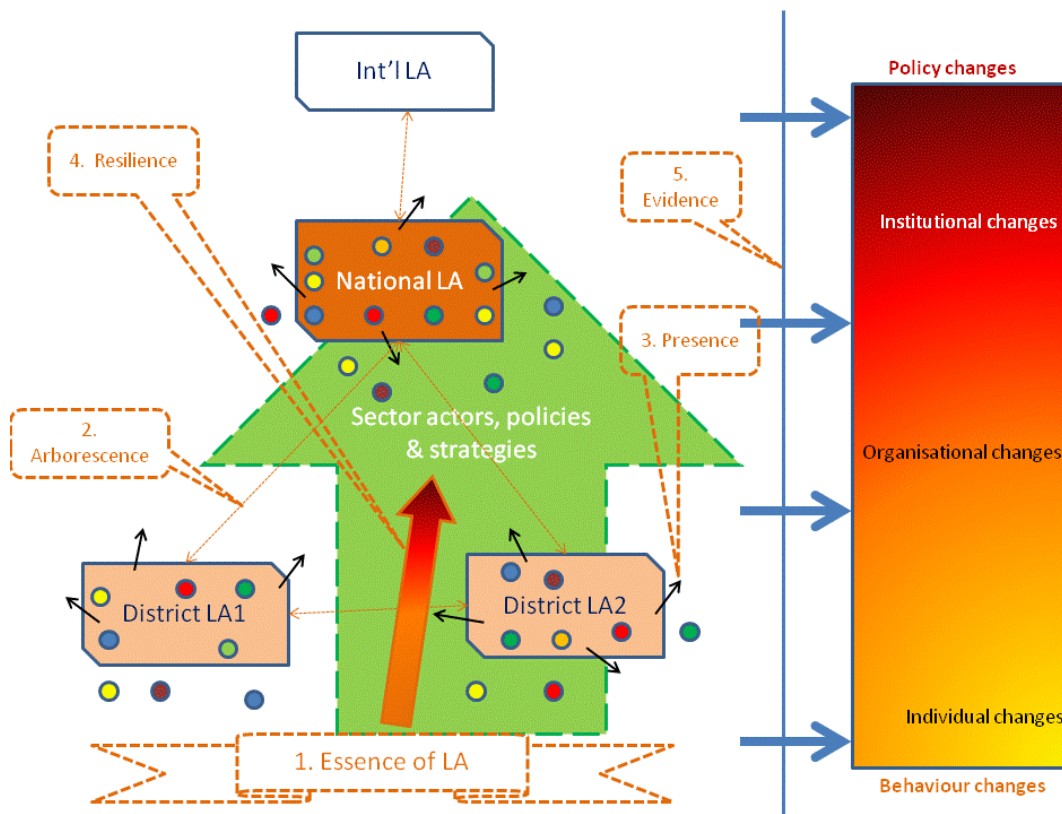 Int'l LA
Policy changes
4. Resilience
5.
Evidence
Institutional changes
National LA
3. Presence
2.
Arborescence
Sector actors, policies
& strategies
Organisational changes
District LA1
District LA2
Individual changes
1. Essence of LA
Behaviour changes